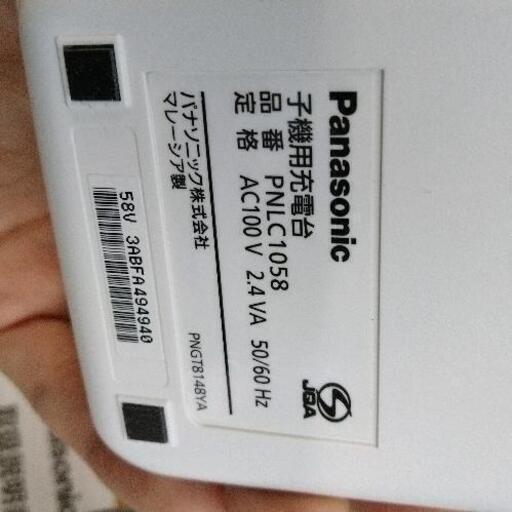 Panasonic
子機用充電台
品番 PNLC1058
定格 AC100V 2.4VA 50/60Hz
パナソニック株式会社
マレーシア製
PNGT8148YA
JQA
58V 3ABFA494940